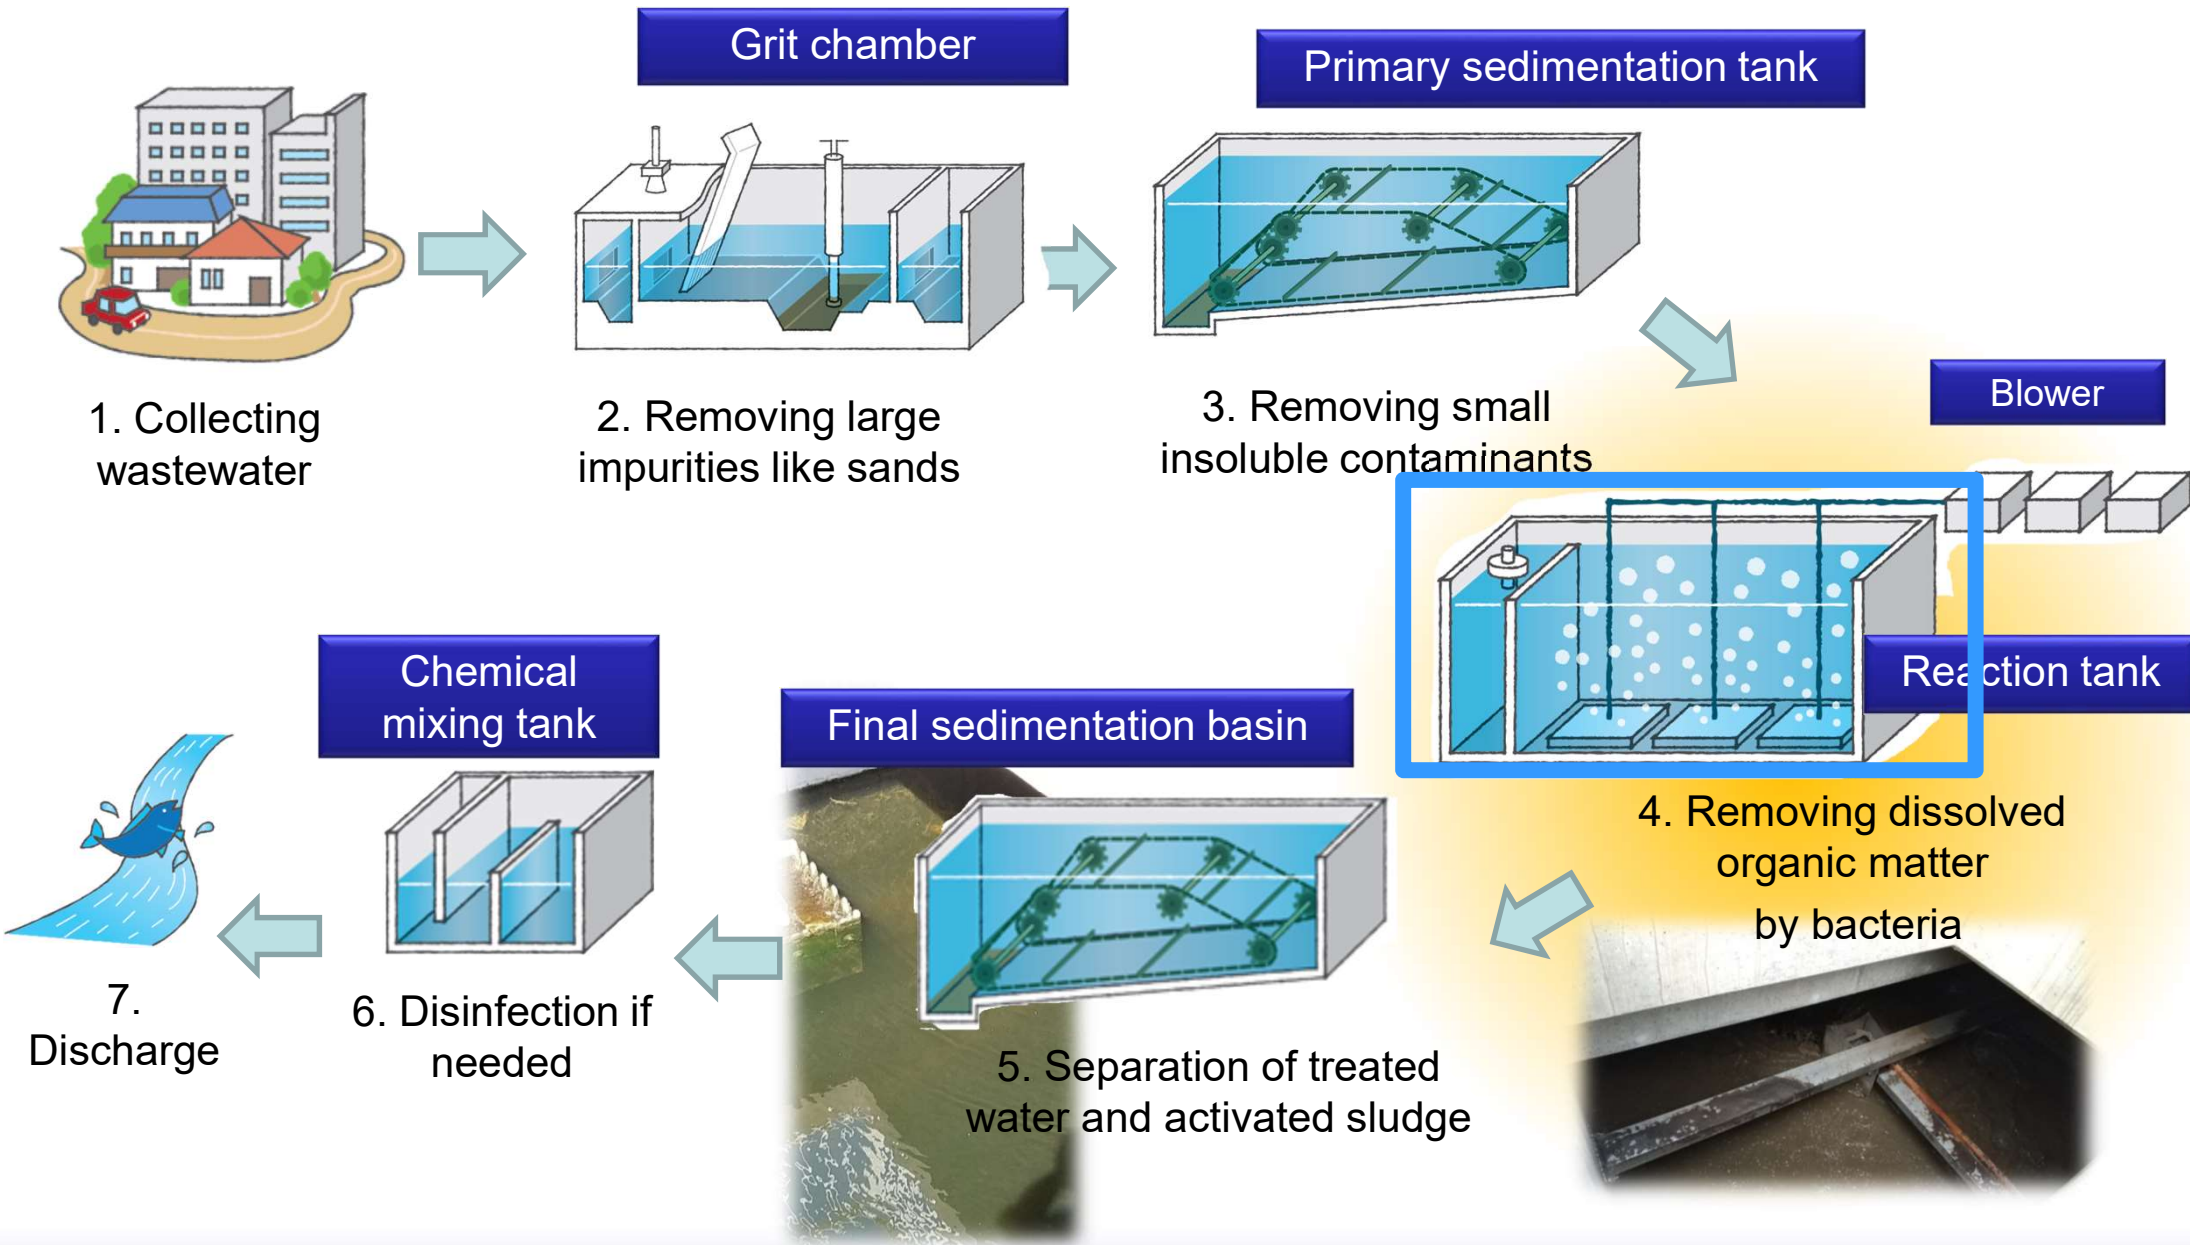 Grit chamber
Primary sedimentation tank
1. Collecting
wastewater
2. Removing large
impurities like sands
3. Removing small
insoluble contaminants
Blower
Reaction tank
4. Removing dissolved
organic matter
by bacteria
Final sedimentation basin
5. Separation of treated
water and activated sludge
Chemical
mixing tank
6. Disinfection if
needed
7.
Discharge